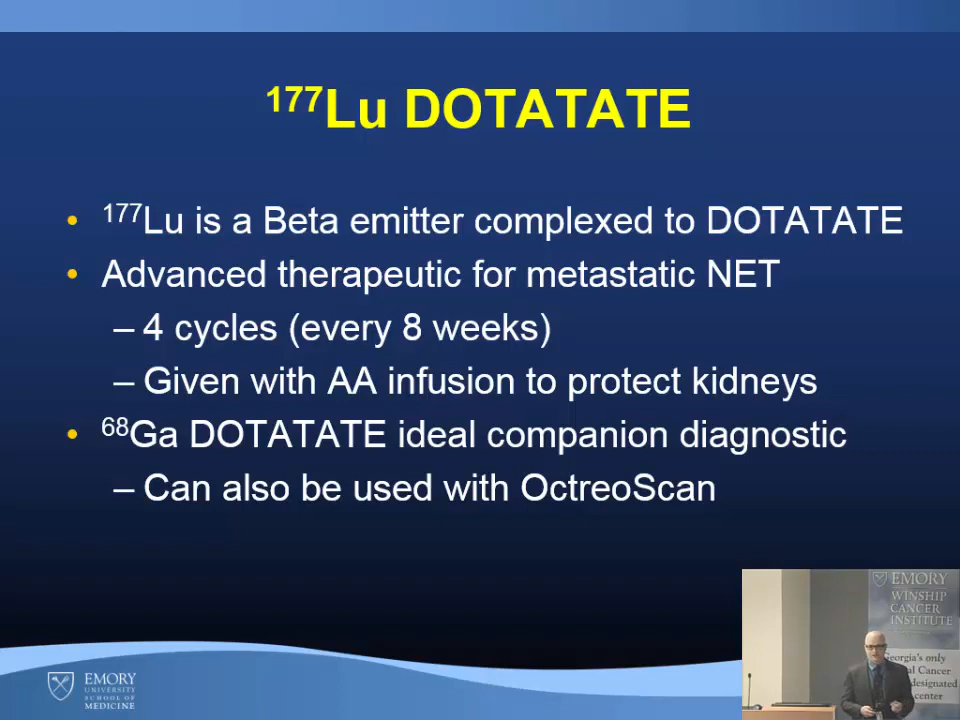 177Lu DOTATATE
• 177Lu is a Beta emitter complexed to DOTATATE
• Advanced therapeutic for metastatic NET
– 4 cycles (every 8 weeks)
– Given with AA infusion to protect kidneys
• 68Ga DOTATATE ideal companion diagnostic
– Can also be used with OctreoScan
EMORY
WINSHIP
CANCER
INSTITUTE
Georgia's only
Cancer
designated
center
EMORY
UNIVERSITY
SCHOOL OF
MEDICINE